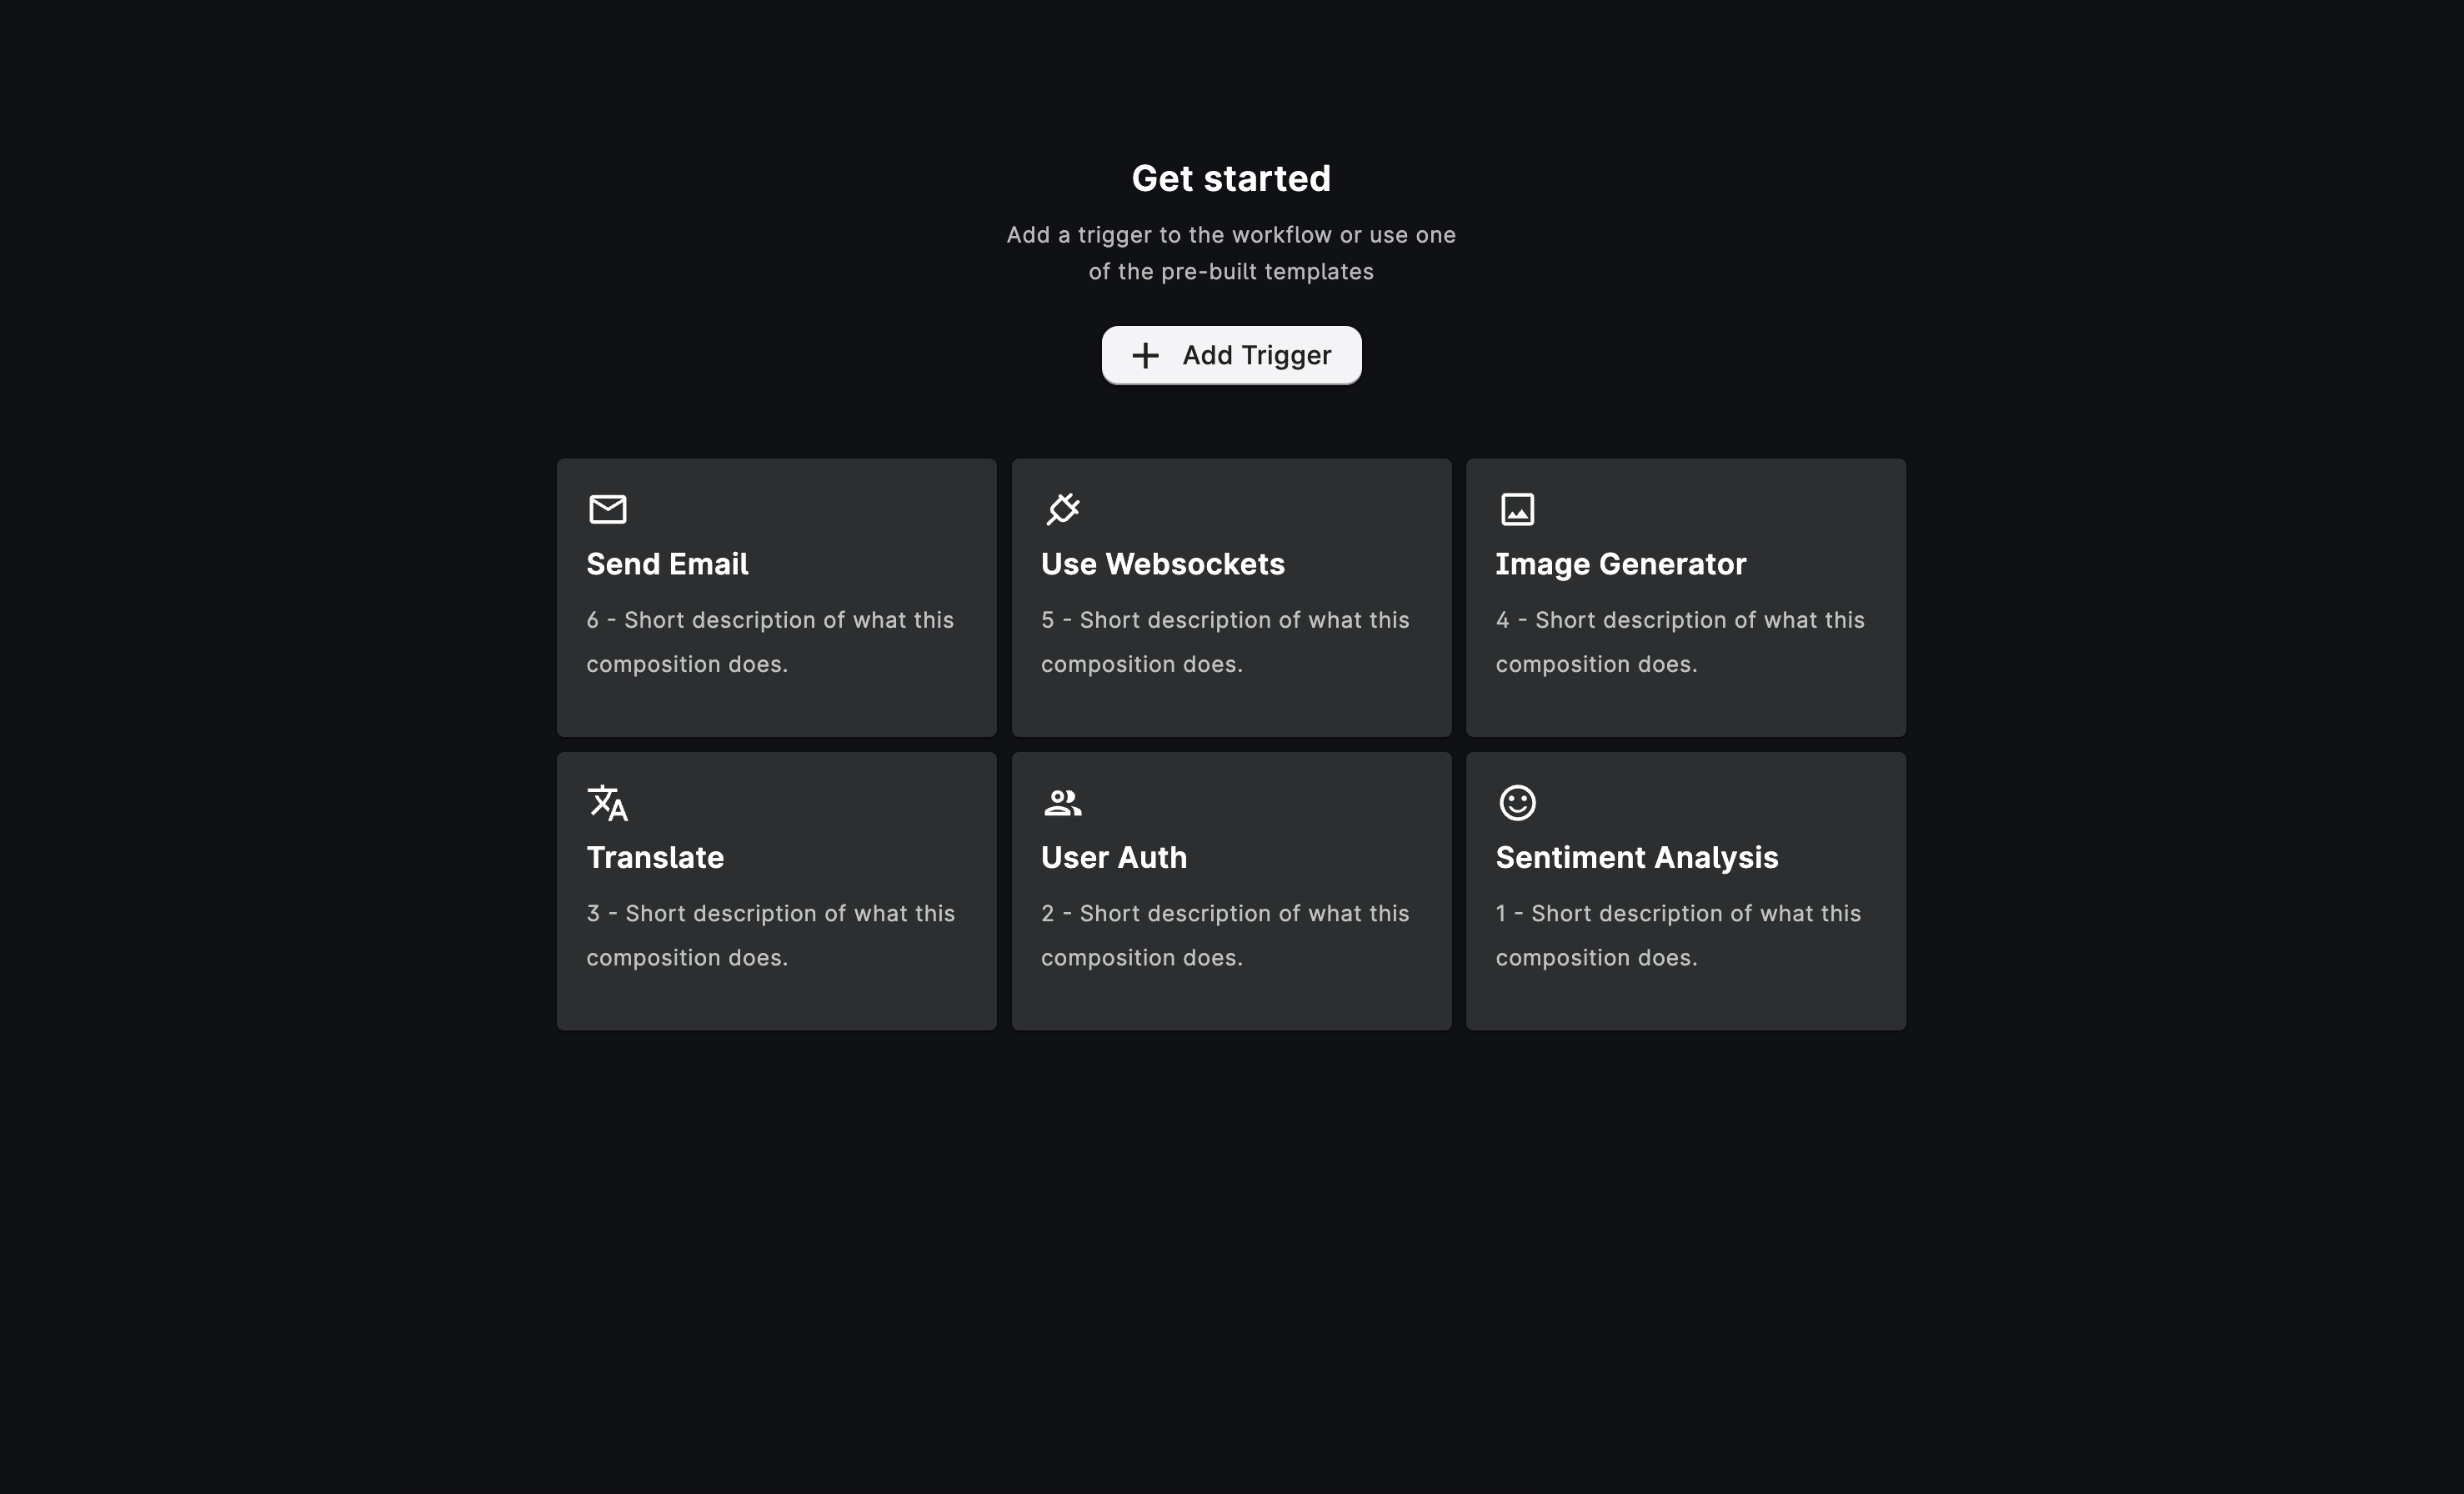 Get started
Add a trigger to the workflow or use one
of the pre-built templates
Add Trigger
Send Email
6 - Short description of what this
composition does.
Use Websockets
5 - Short description of what this
composition does.
Image Generator
4 - Short description of what this
composition does.
Translate
3 - Short description of what this
composition does.
User Auth
2 - Short description of what this
composition does.
Sentiment Analysis
1 - Short description of what this
composition does.